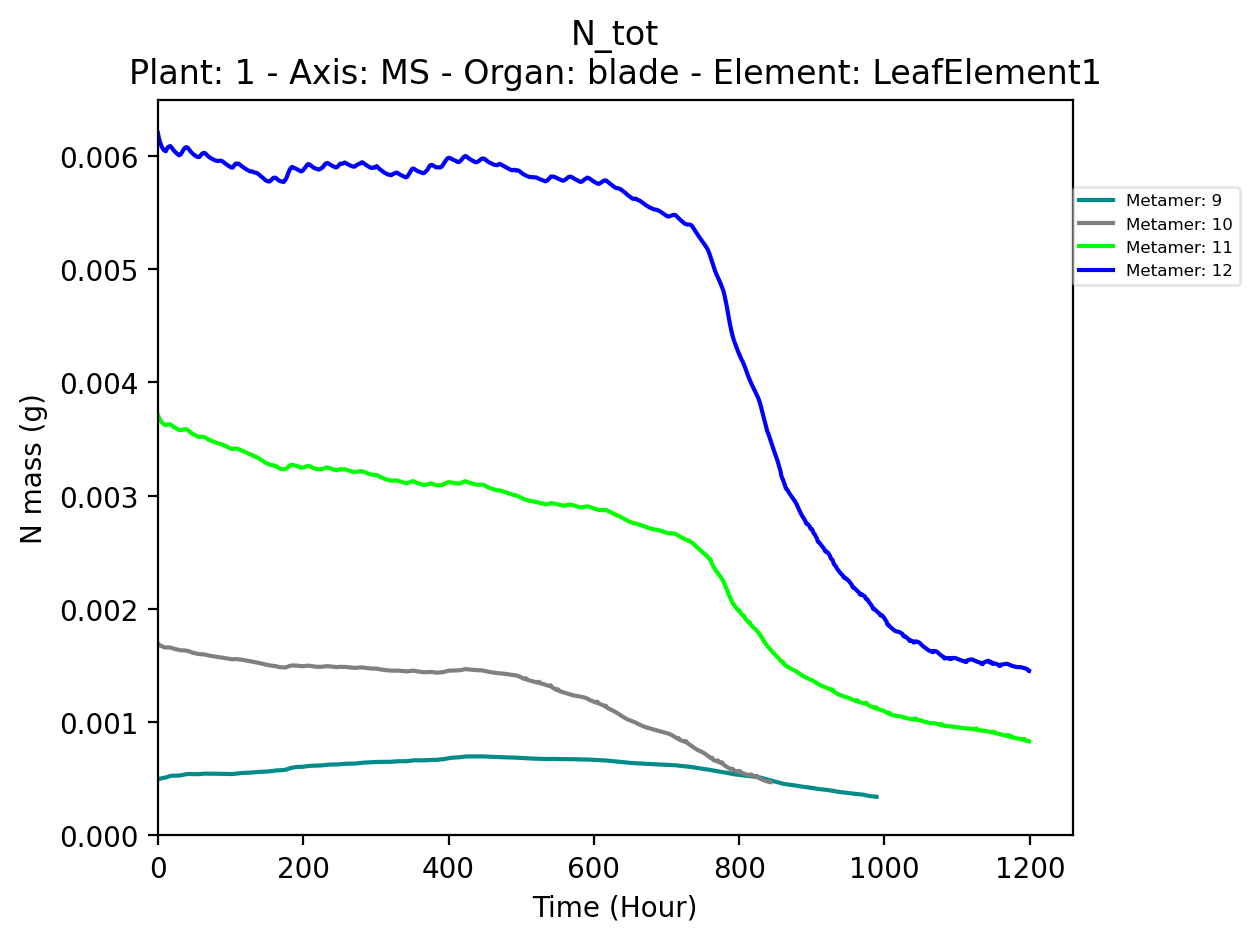 N_tot
Plant: 1 - Axis: MS - Organ: blade - Element: LeafElement1
0.006
0.005
0.004
0.003
0.002
0.001
0.000
N mass (g)
Metamer: 9
Metamer: 10
Metamer: 11
Metamer: 12
0 200 400 600 800 1000 1200
Time (Hour)